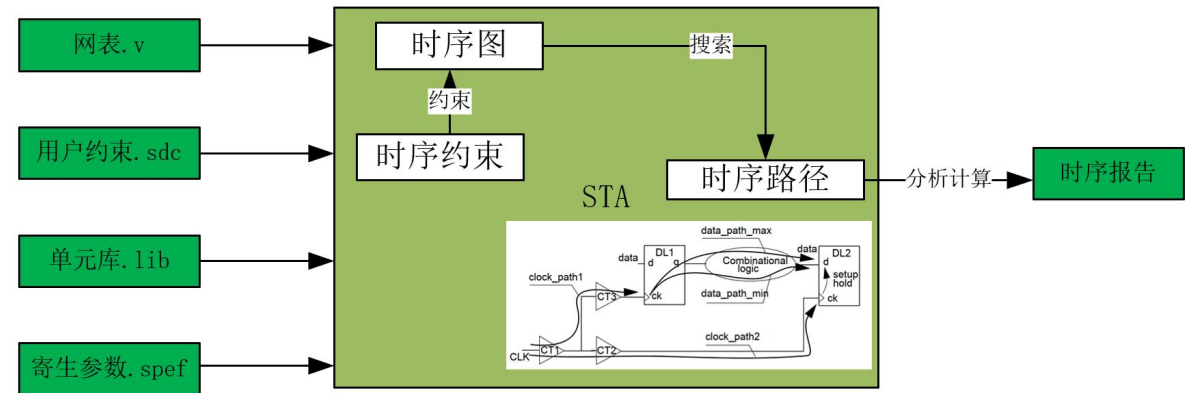 网表.v
用户约束.sdc
单元库.lib
寄生参数.spef
时序图
搜索
约束
时序约束
时序路径
STA
分析计算
时序报告
data_path_max
data
DL1
d
q
ck
Combinational
logic
data
DL2
d
setup
hold
ck
clock_path1
CT3
data_path_min
clock_path2
CLK
CT1
CT2